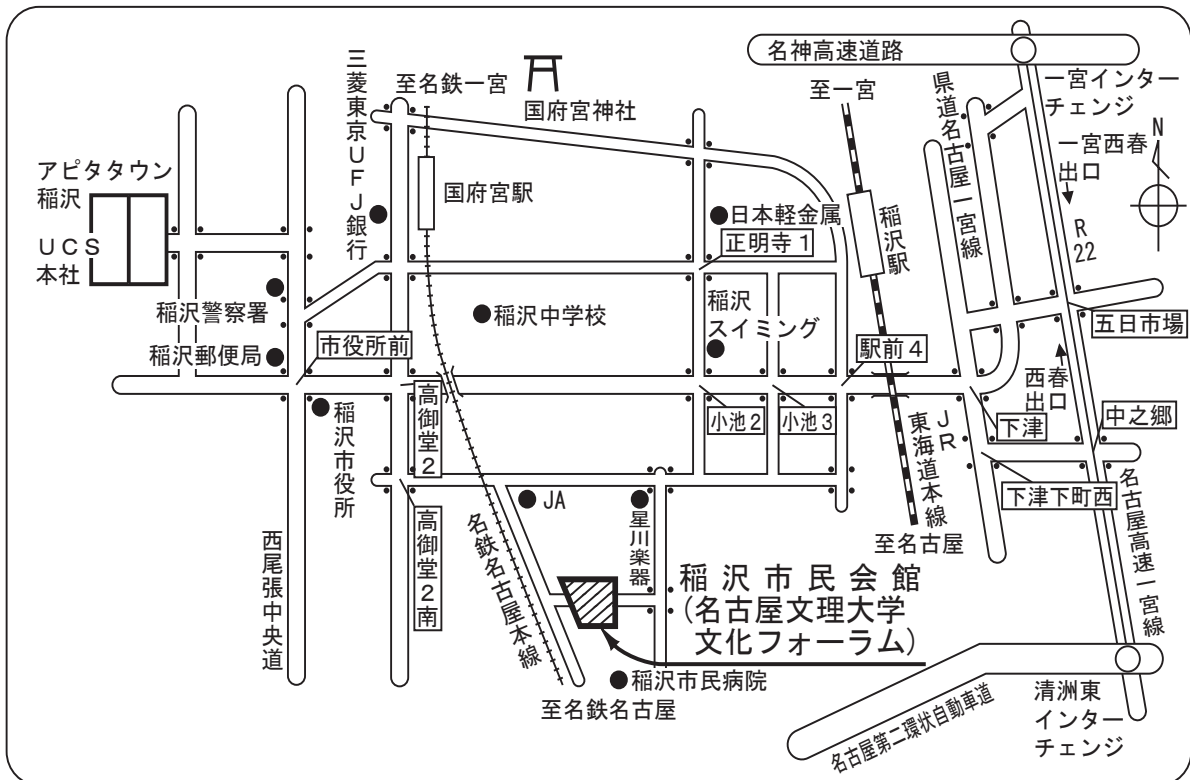 名神高速道路
一宮インター
チェンジ
至名鉄一宮
国府宮神社
至一宮
県道名古屋一宮線
N
一宮西春
出口
三菱東京UFJ銀行
アピタタウン
稲沢
UCS
本社
国府宮駅
日本軽金属
正明寺1
稲沢駅
R
22
稲沢警察署
稲沢郵便局
市役所前
稲沢中学校
稲沢
スイミング
駅前4
五日市場
西春
出口
高御堂2
小池2
小池3
下津
中之郷
稲沢市役所
JR
東海道本線
下津下町西
高御堂2南
JA
星川楽器
至名古屋
名古屋高速一宮線
西尾張中央道
名鉄名古屋本線
稲沢市民会館
(名古屋文理大学
文化フォーラム)
稲沢市民病院
至名鉄名古屋
名古屋第二環状自動車道
清洲東
インター
チェンジ